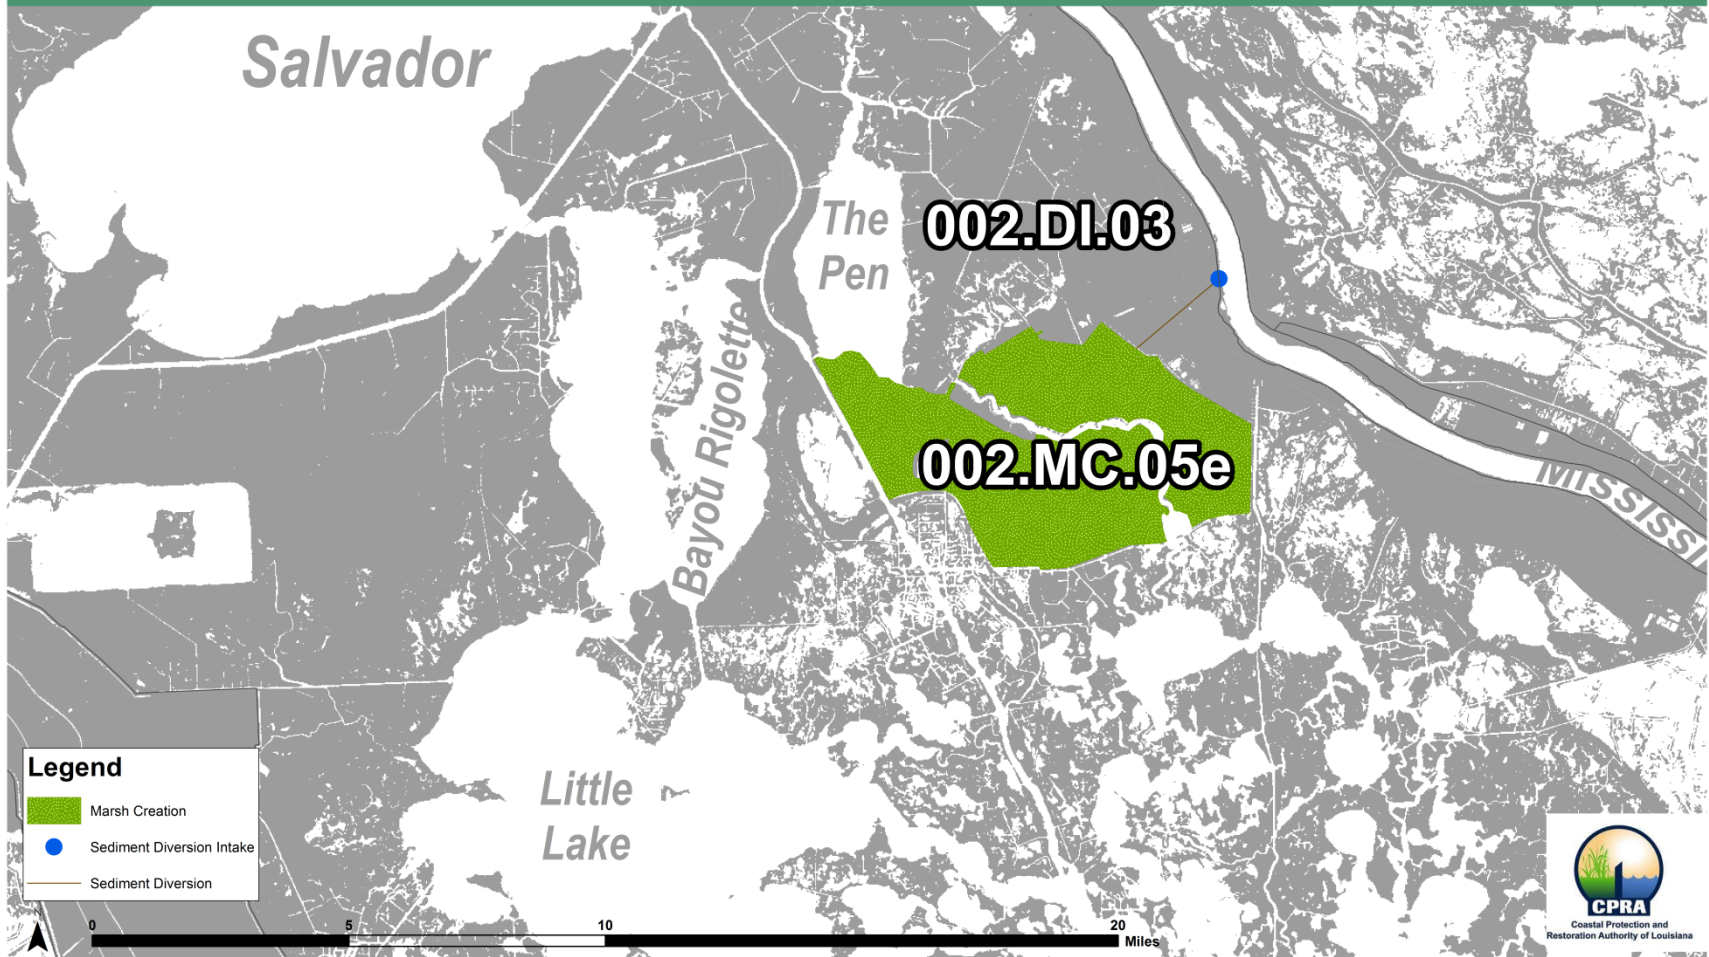 Salvador
The
Pen
002.DI.03
Bayou Rigolette
002.MC.05e
MISSISSI
Little
Lake
Legend
Marsh Creation
Sediment Diversion Intake
Sediment Diversion
N
0 5 10 20
Miles
CPRA
Coastal Protection and
Restoration Authority of Louisiana